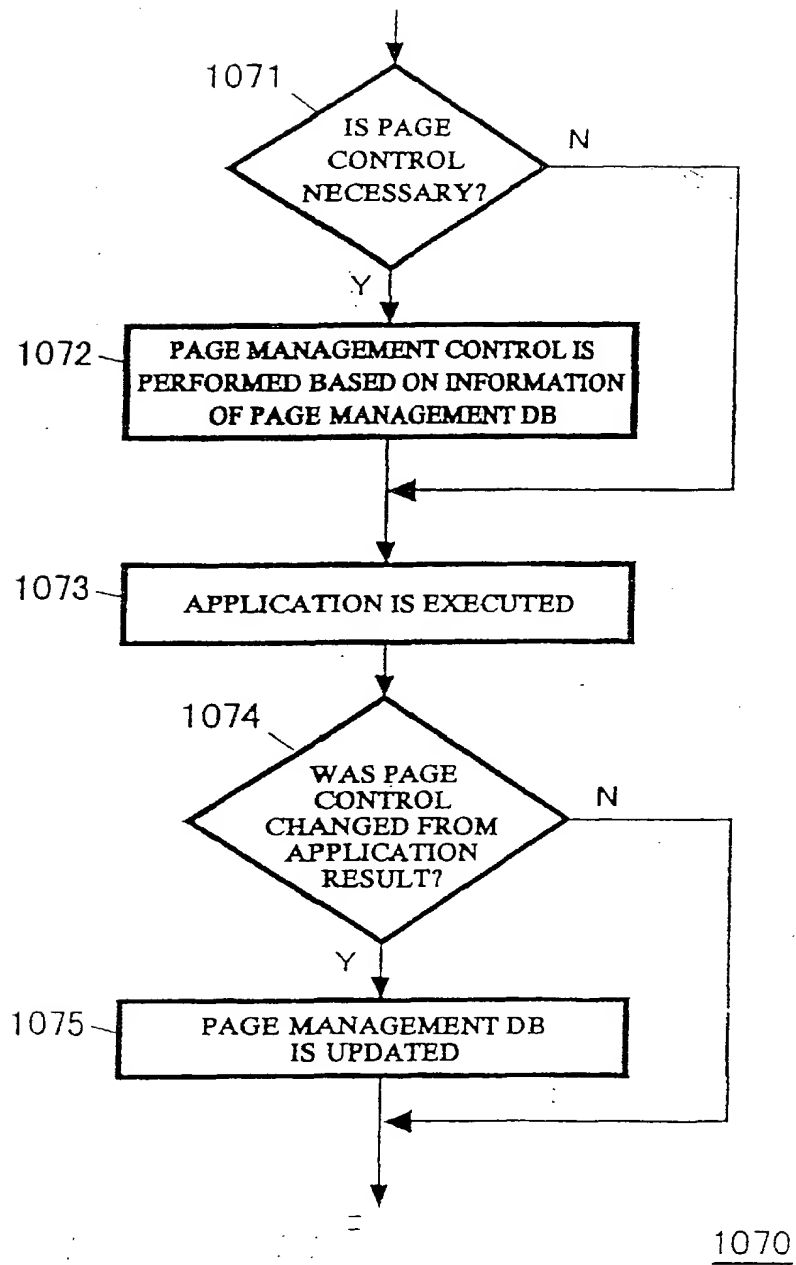 1071
IS PAGE
CONTROL
NECESSARY?
N
Y
1072
PAGE MANAGEMENT CONTROL IS
PERFORMED BASED ON INFORMATION
OF PAGE MANAGEMENT DB
1073
APPLICATION IS EXECUTED
1074
WAS PAGE
CONTROL
CHANGED FROM
APPLICATION
RESULT?
N
Y
1075
PAGE MANAGEMENT DB
IS UPDATED
1070